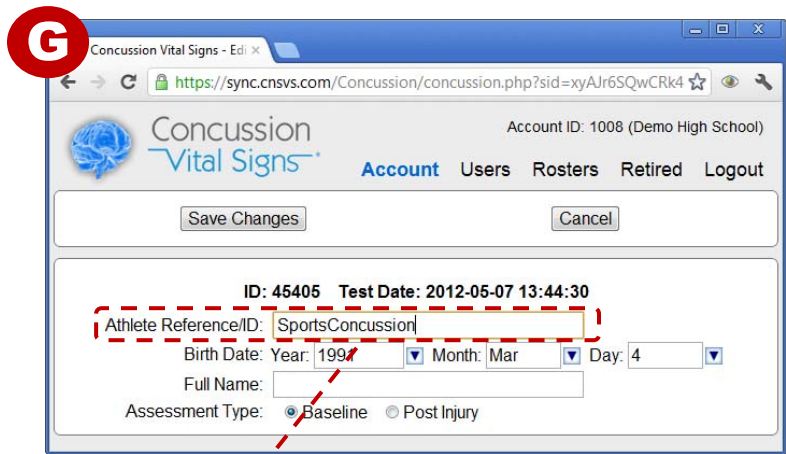 G
Concussion Vital Signs - Edi ×
https://sync.cnsvs.com/Concussion/concussion.php?sid=xyAJr6SQwCRk4
Concussion
Vital Signs
Account ID: 1008 (Demo High School)
Account Users Rosters Retired Logout
Save Changes Cancel
ID: 45405 Test Date: 2012-05-07 13:44:30
Athlete Reference/ID: SportsConcussion
Birth Date: Year: 1991 Month: Mar Day: 4
Full Name:
Assessment Type: Baseline Post Injury